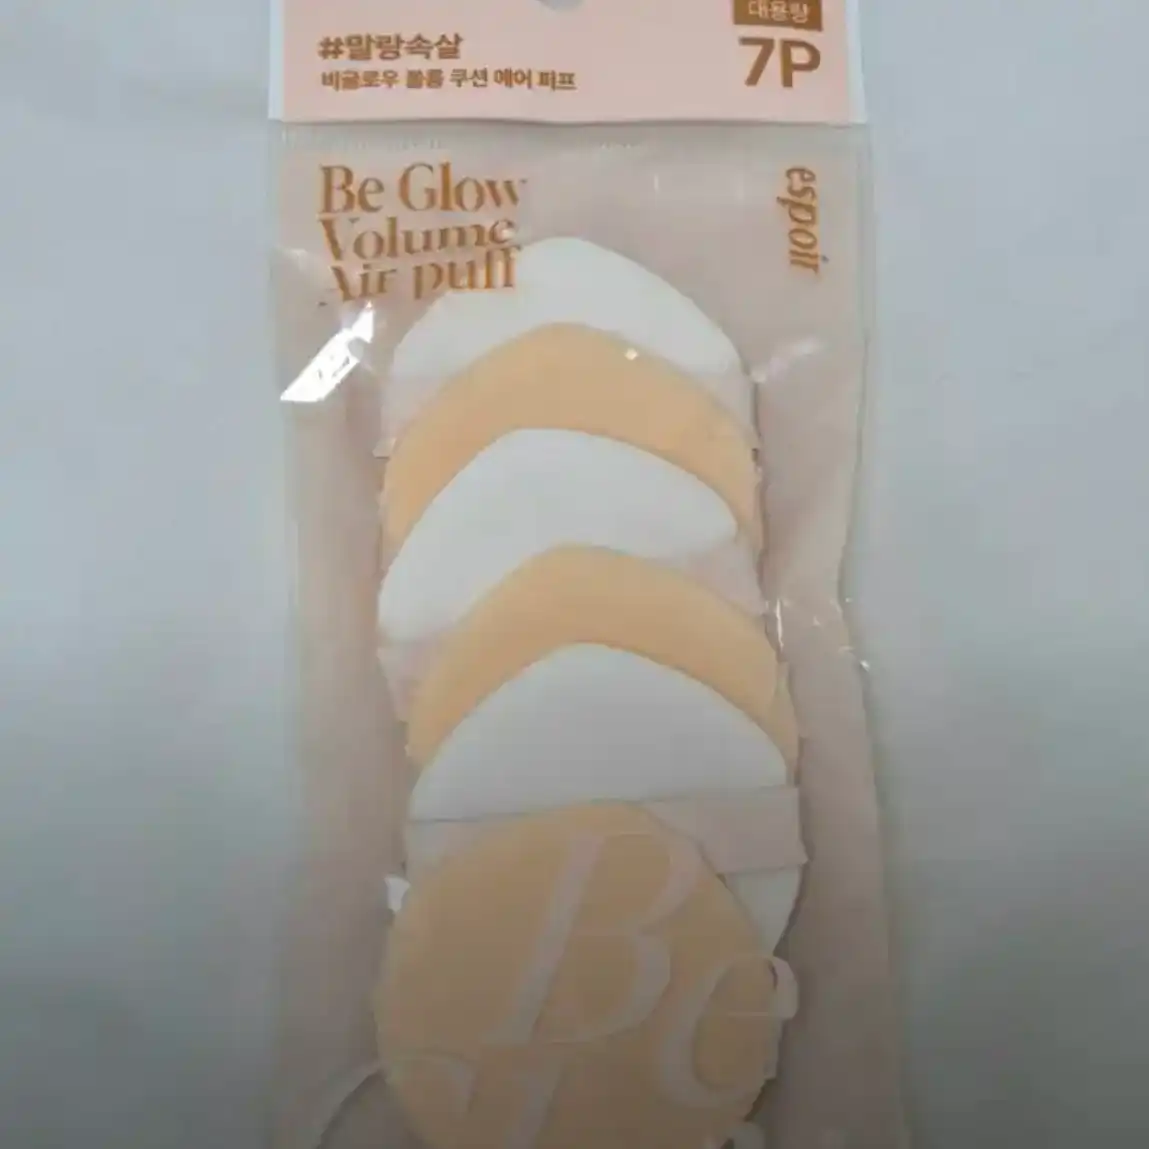 대용량
#말랑속살
7P
비글로우 볼륨 쿠션 에어 퍼프
Be Glow
Volume
Air puff
espoir
Be